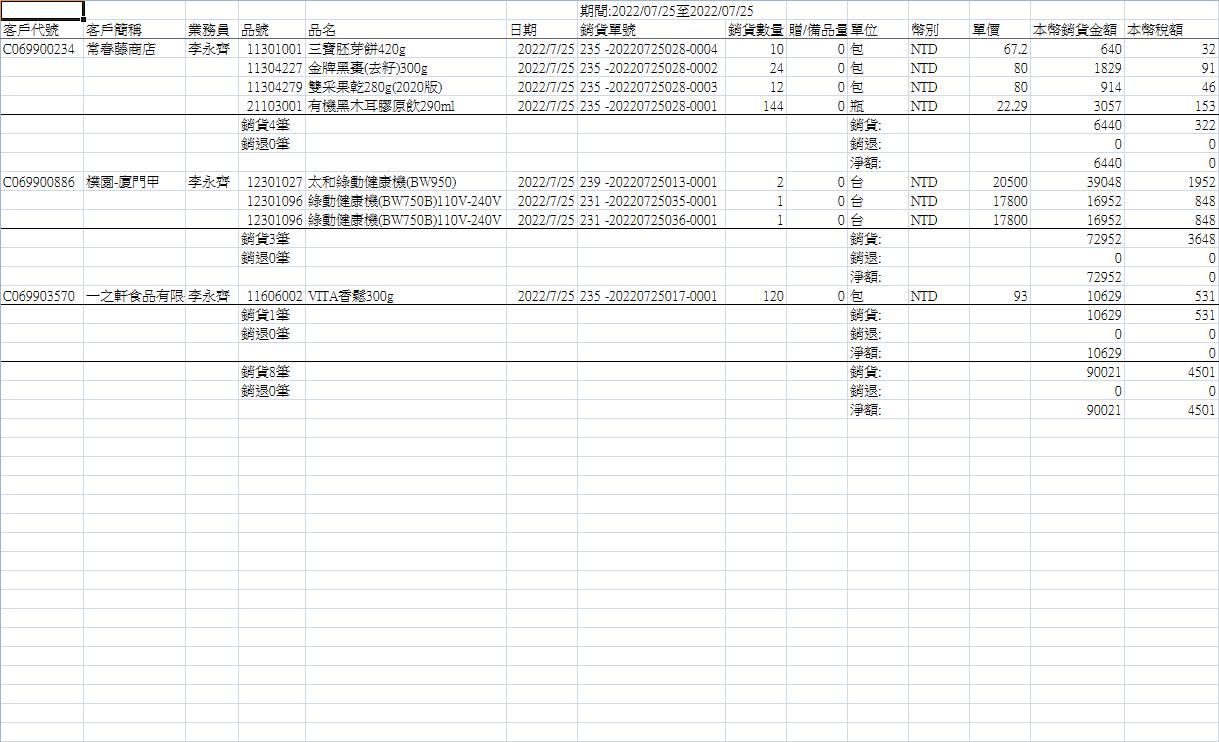 期間:2022/07/25至2022/07/25
客戶代號 客戶簡稱 業務員 品號 品名 日期 銷貨單號 銷貨數量 贈/備品量 單位 幣別 單價 本幣銷貨金額 本幣稅額
C069900234 常春藤商店 李永齊 11301001 三寶胚芽餅420g 2022/7/25 235 -20220725028-0004 10 0 包 NTD 67.2 640 32
11304227 金牌黑棗(去籽)300g 2022/7/25 235 -20220725028-0002 24 0 包 NTD 80 1829 91
11304279 雙采果乾280g(2020版) 2022/7/25 235 -20220725028-0003 12 0 包 NTD 80 914 46
21103001 有機黑木耳膠原飲290ml 2022/7/25 235 -20220725028-0001 144 0 瓶 NTD 22.29 3057 153
銷貨4筆 銷貨: 6440 322
銷退0筆 銷退: 0 0
淨額: 6440 0
C069900886 樸園-廈門甲 李永齊 12301027 太和綠動健康機(BW950) 2022/7/25 239 -20220725013-0001 2 0 台 NTD 20500 39048 1952
12301096 綠動健康機(BW750B)110V-240V 2022/7/25 231 -20220725035-0001 1 0 台 NTD 17800 16952 848
12301096 綠動健康機(BW750B)110V-240V 2022/7/25 231 -20220725036-0001 1 0 台 NTD 17800 16952 848
銷貨3筆 銷貨: 72952 3648
銷退0筆 銷退: 0 0
淨額: 72952 0
C069903570 一之軒食品有限 李永齊 11606002 VITA香鬆300g 2022/7/25 235 -20220725017-0001 120 0 包 NTD 93 10629 531
銷貨1筆 銷貨: 10629 531
銷退0筆 銷退: 0 0
淨額: 10629 0
銷貨8筆 銷貨: 90021 4501
銷退0筆 銷退: 0 0
淨額: 90021 4501